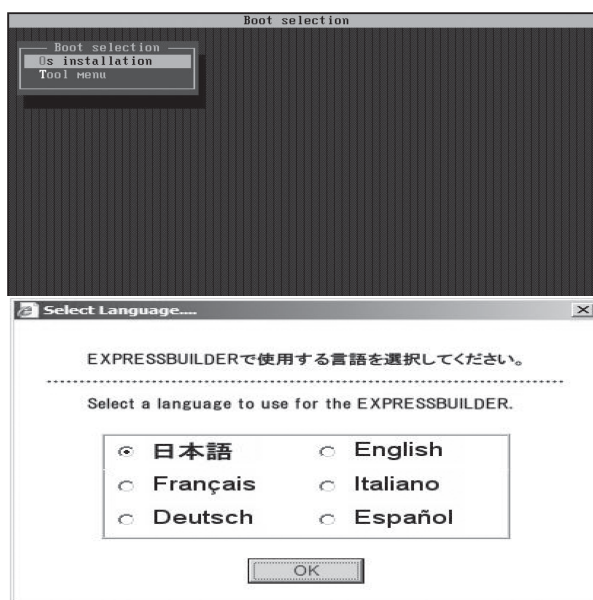 Boot selection
Boot selection
Os installation
Tool menu
Select Language....
EXPRESSBUILDERで使用する言語を選択してください。
Select a language to use for the EXPRESSBUILDER.
日本語 English
Français Italiano
Deutsch Español
OK